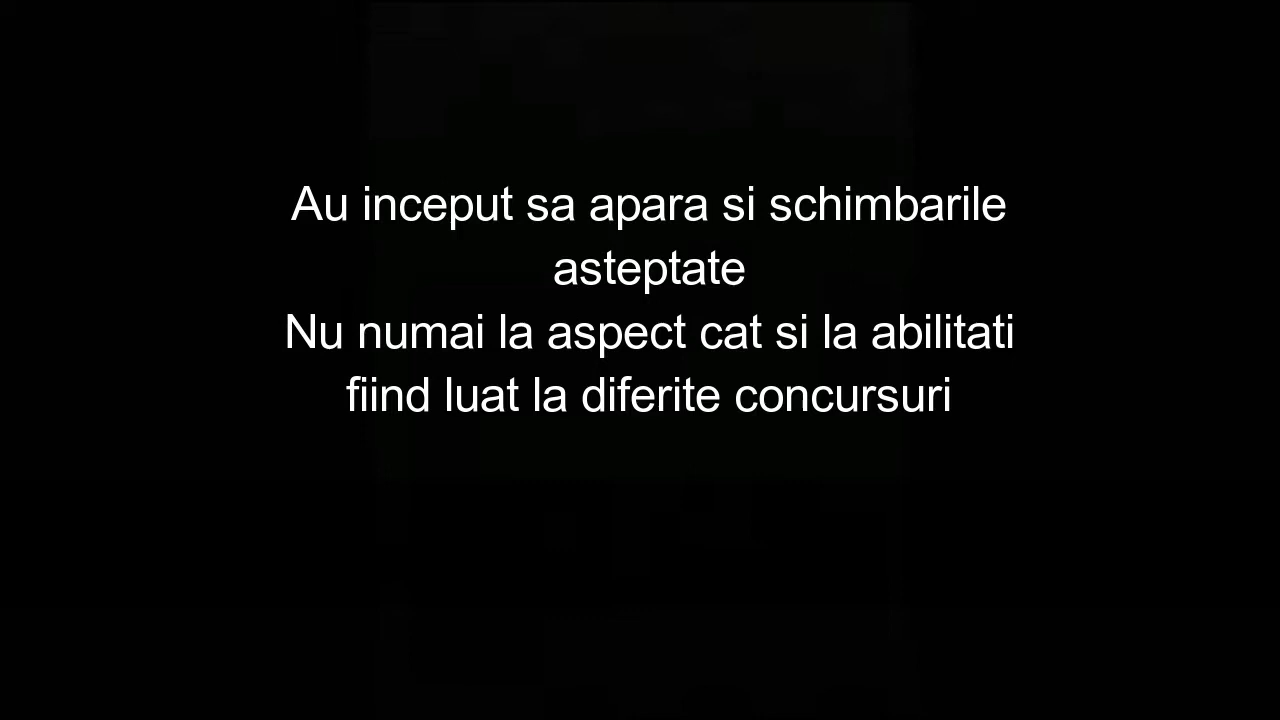 Au inceput sa apara si schimbarile
asteptate
Nu numai la aspect cat si la abilitati
fiind luat la diferite concursuri